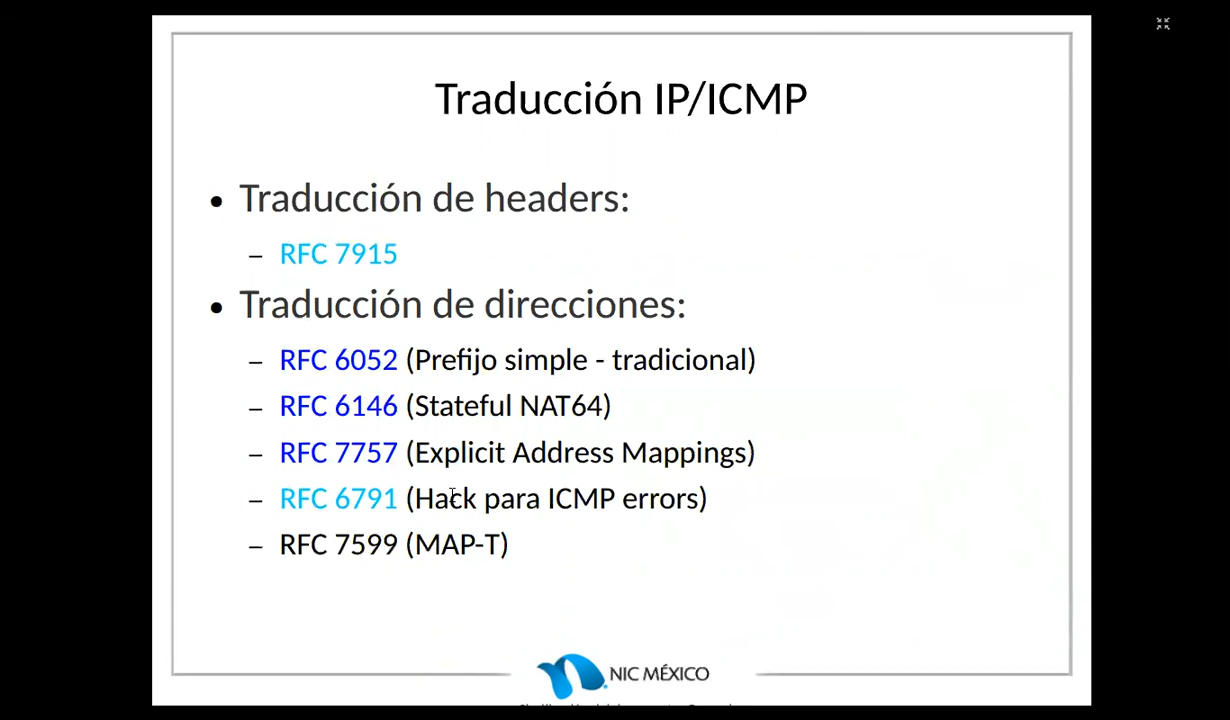 Traducción IP/ICMP
• Traducción de headers:
– RFC 7915
• Traducción de direcciones:
– RFC 6052 (Prefijo simple - tradicional)
– RFC 6146 (Stateful NAT64)
– RFC 7757 (Explicit Address Mappings)
– RFC 6791 (Hack para ICMP errors)
– RFC 7599 (MAP-T)
NIC MÉXICO